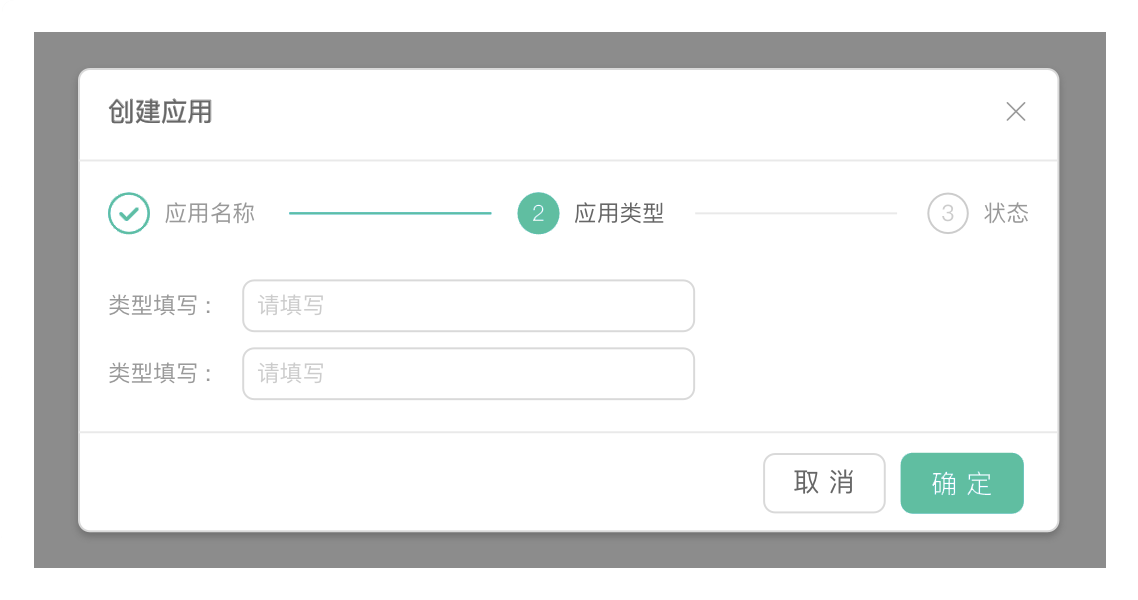 创建应用
应用名称 2 应用类型 3 状态
类型填写： 请填写
类型填写： 请填写
取 消 确 定